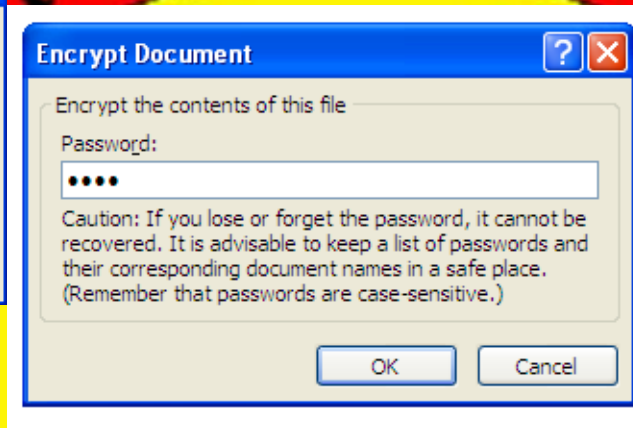 Encrypt Document
Encrypt the contents of this file
Password:
••••
Caution: If you lose or forget the password, it cannot be
recovered. It is advisable to keep a list of passwords and
their corresponding document names in a safe place.
(Remember that passwords are case-sensitive.)
OK Cancel